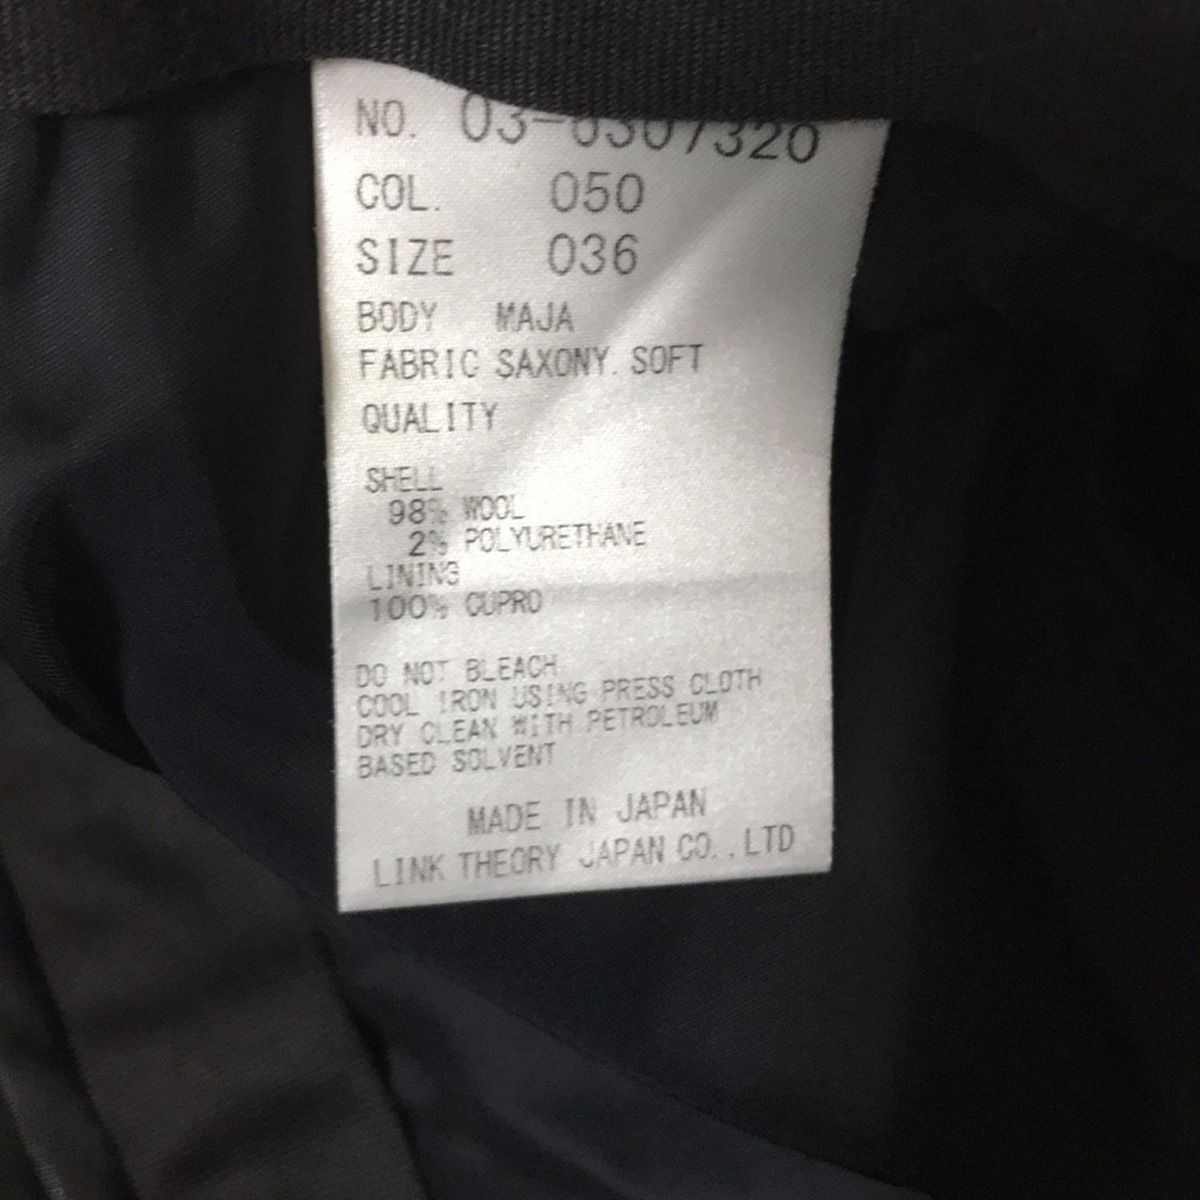 NO. 03-0307320
COL. 050
SIZE 036
BODY MAJA
FABRIC SAXONY. SOFT
QUALITY
SHELL
98% WOOL
2% POLYURETHANE
LINING
100% CUPRO
DO NOT BLEACH
COOL IRON USING PRESS CLOTH
DRY CLEAN WITH PETROLEUM
BASED SOLVENT
MADE IN JAPAN
LINK THEORY JAPAN CO.,LTD